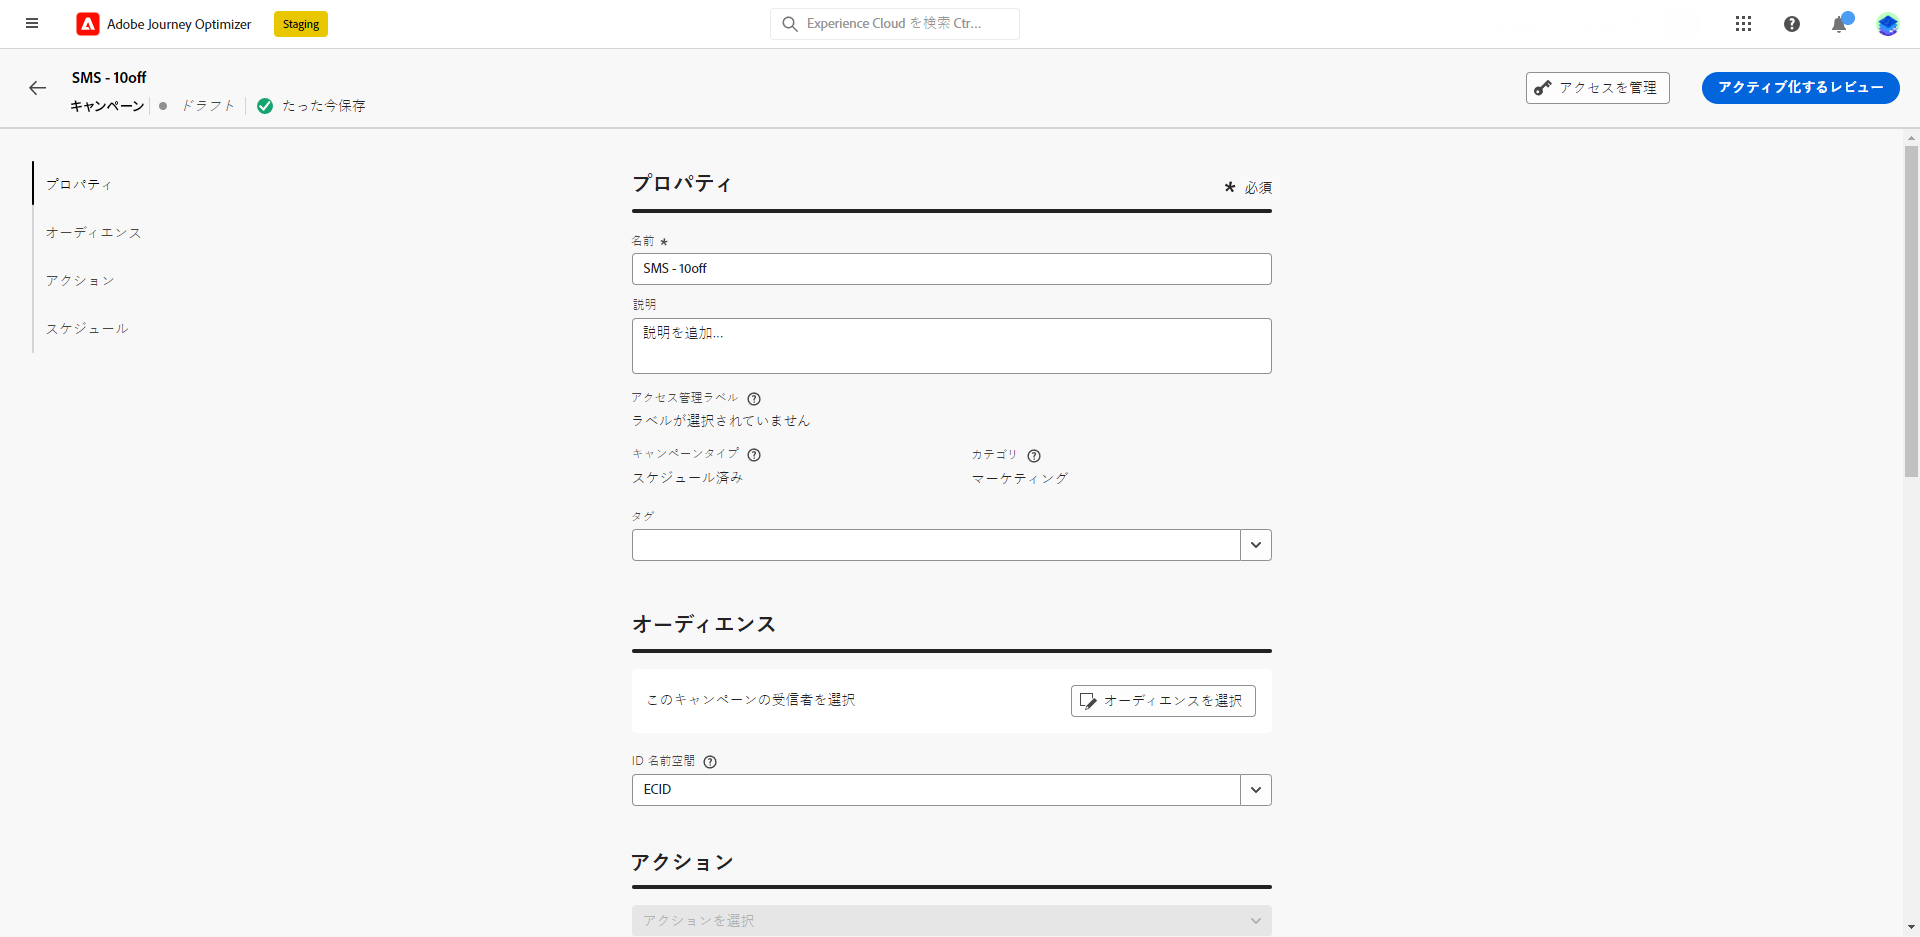 Adobe Journey Optimizer
Staging
Experience Cloud を検索 Ctr...
SMS - 10off
キャンペーン
ドラフト
たった今保存
アクセスを管理
アクティブ化するレビュー
プロパティ
オーディエンス
アクション
スケジュール
プロパティ
* 必須
名前 *
SMS - 10off
説明
説明を追加...
アクセス管理ラベル
ラベルが選択されていません
キャンペーンタイプ
スケジュール済み
カテゴリ
マーケティング
タグ
オーディエンス
このキャンペーンの受信者を選択
オーディエンスを選択
ID 名前空間
ECID
アクション
アクションを選択